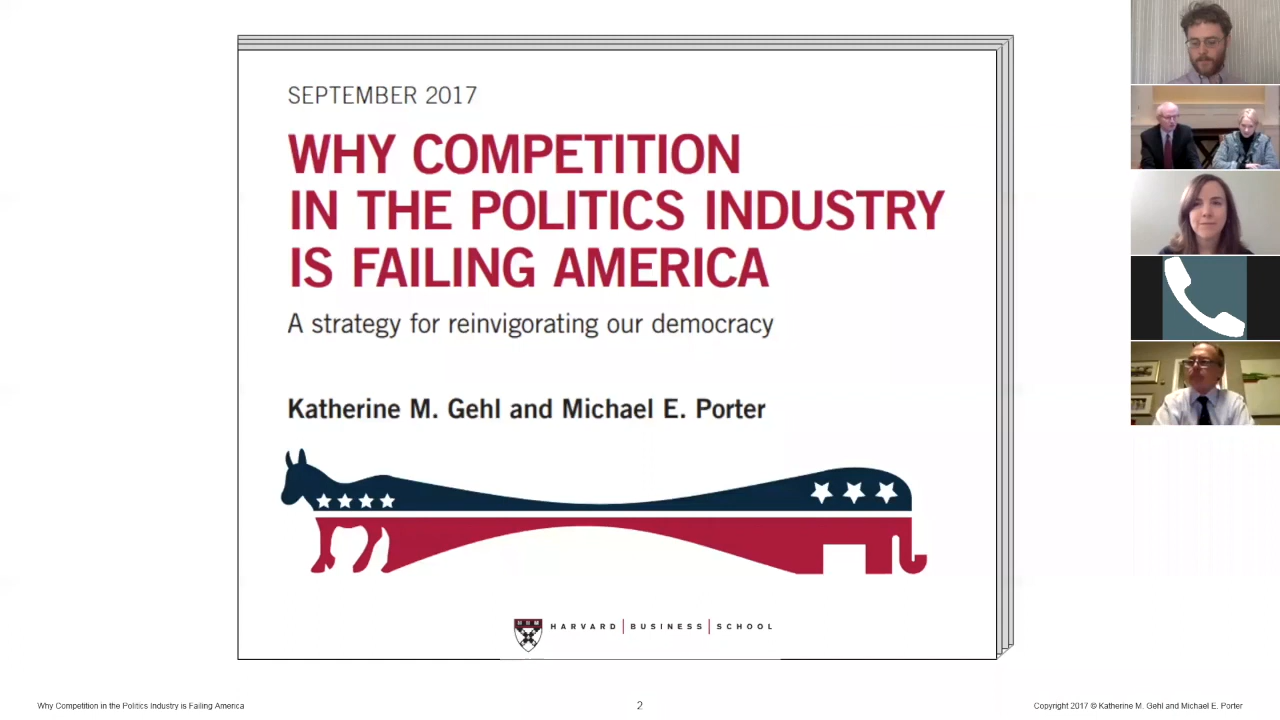 SEPTEMBER 2017
WHY COMPETITION
IN THE POLITICS INDUSTRY
IS FAILING AMERICA
A strategy for reinvigorating our democracy
Katherine M. Gehl and Michael E. Porter
HARVARD | BUSINESS | SCHOOL
Why Competition in the Politics Industry is Failing America
2
Copyright 2017 © Katherine M. Gehl and Michael E. Porter